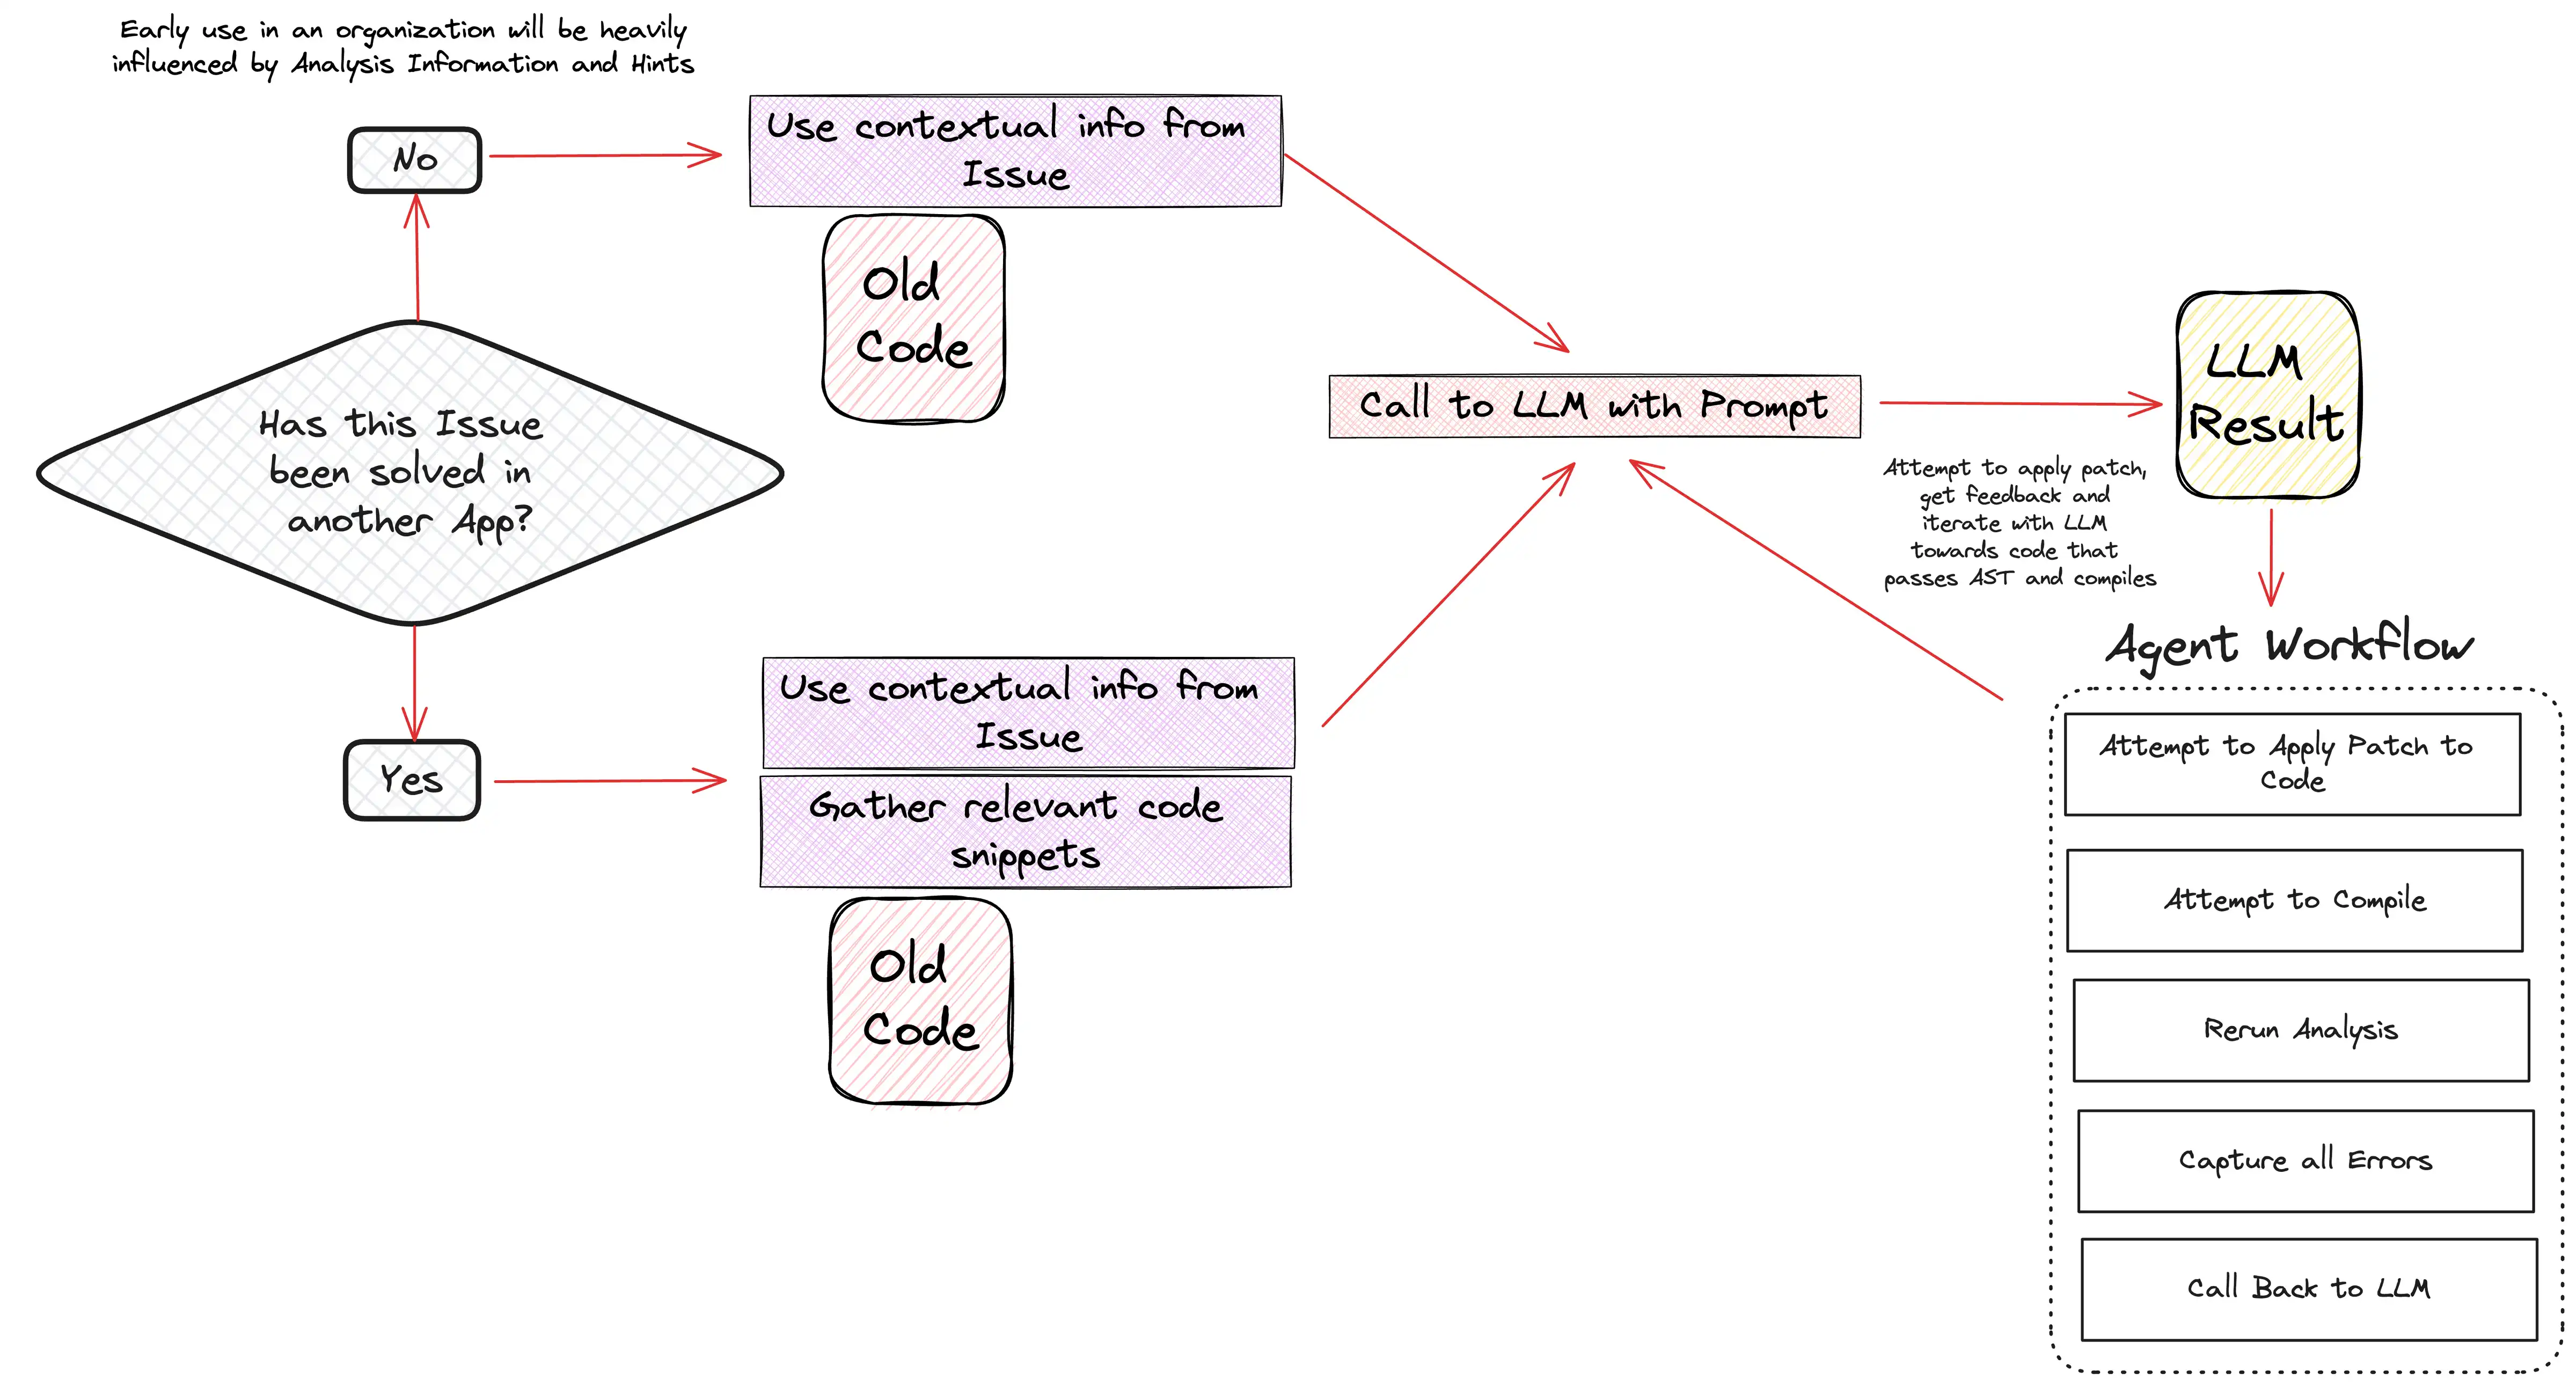 Early use in an organization will be heavily
influenced by Analysis Information and Hints
No
Use contextual info from
Issue
Old
Code
Has this Issue
been solved in
another App?
Call to LLM with Prompt
LLM
Result
Attempt to apply patch,
get feedback and
iterate with LLM
towards code that
passes AST and compiles
Yes
Use contextual info from
Issue
Gather relevant code
snippets
Old
Code
Agent Workflow
Attempt to Apply Patch to
Code
Attempt to Compile
Rerun Analysis
Capture all Errors
Call Back to LLM